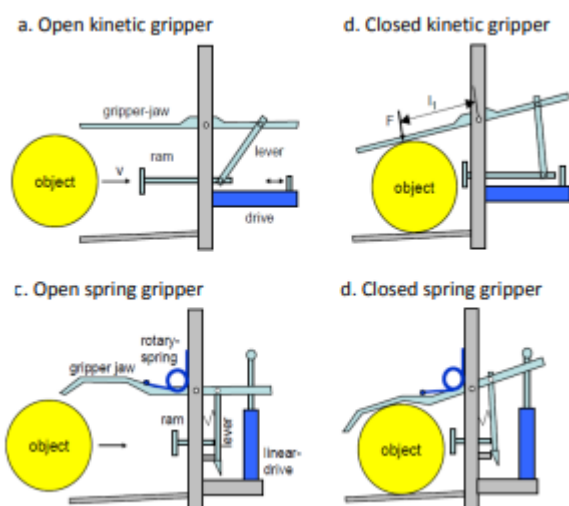 a. Open kinetic gripper
d. Closed kinetic gripper
gripper-jaw
l₁
F
ram
lever
v
object
object
drive
c. Open spring gripper
d. Closed spring gripper
rotary-
spring
gripper jaw
ram
lever
object
linear-
drive
object